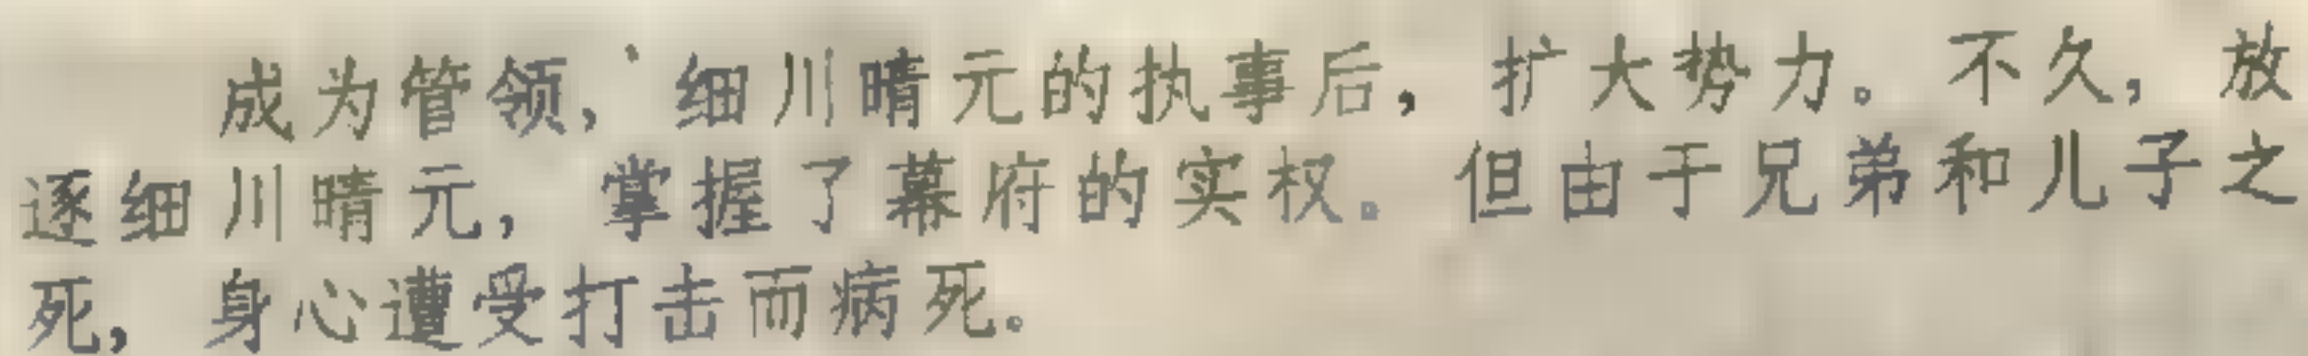 成为管领，细川晴元的执事后，扩大势力。不久，放
逐细川晴元，掌握了幕府的实权。但由于兄弟和儿子之
死，身心遭受打击而病死。